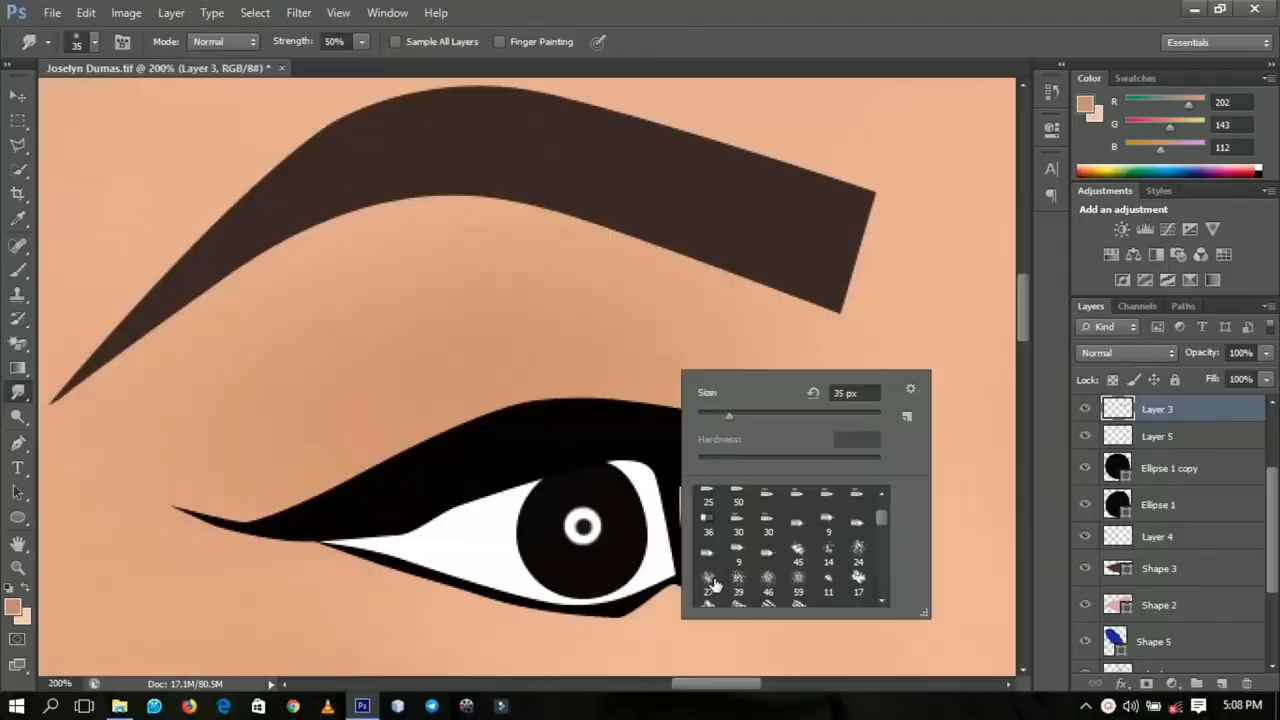 Ps File Edit Image Layer Type Select Filter View Window Help
35 Mode: Normal Strength: 50% Sample All Layers Finger Painting Essentials
Joselyn Dumas.tif @ 200% (Layer 3, RGB/8#) * ×
Color Swatches
R 202
G 143
B 112
Adjustments Styles
Add an adjustment
Layers Channels Paths
Kind
Normal Opacity: 100%
Lock: Fill: 100%
Layer 3
Layer 5
Ellipse 1 copy
Ellipse 1
Layer 4
Shape 3
Shape 2
Shape 5
Size: 35 px
Hardness:
25 50
36 30 30 9
9 45 14 24
27 39 46 59 11 17
200% Doc: 17.1M/80.5M
Ps 5:08 PM